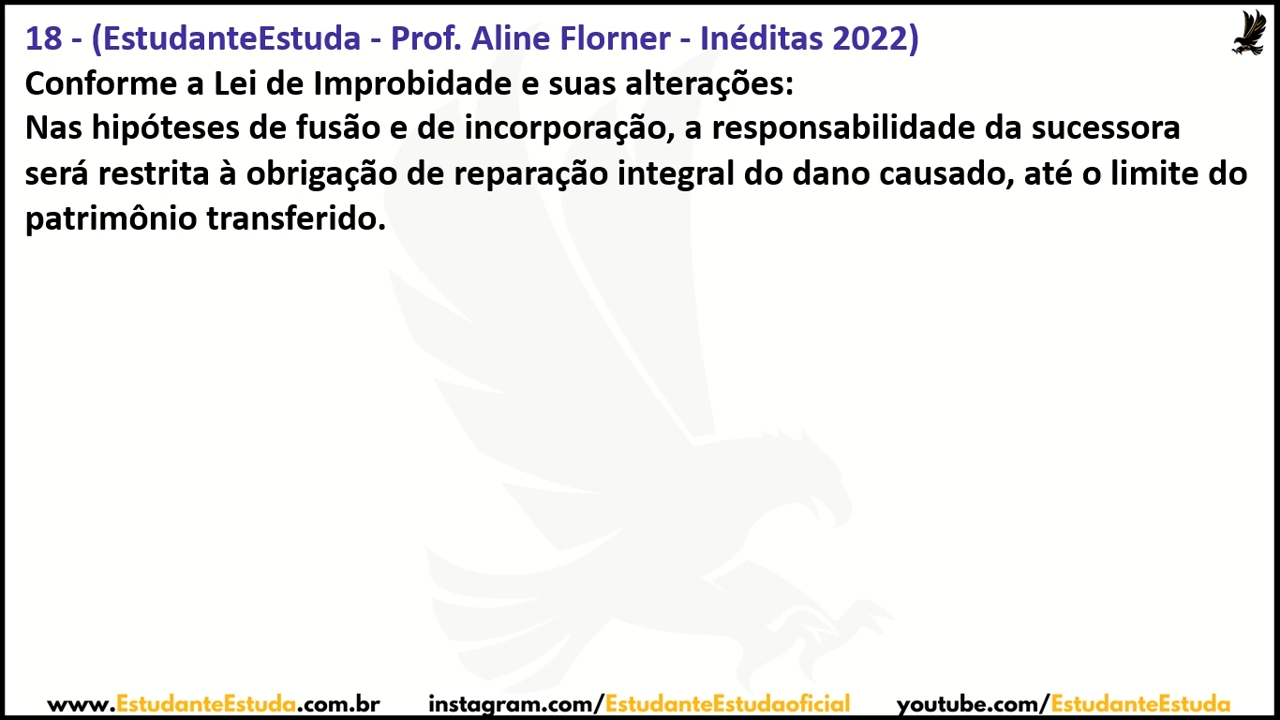 18 - (EstudanteEstuda - Prof. Aline Florner - Inéditas 2022)
Conforme a Lei de Improbidade e suas alterações:
Nas hipóteses de fusão e de incorporação, a responsabilidade da sucessora
será restrita à obrigação de reparação integral do dano causado, até o limite do
patrimônio transferido.
www.EstudanteEstuda.com.br instagram.com/EstudanteEstudaoficial youtube.com/EstudanteEstuda